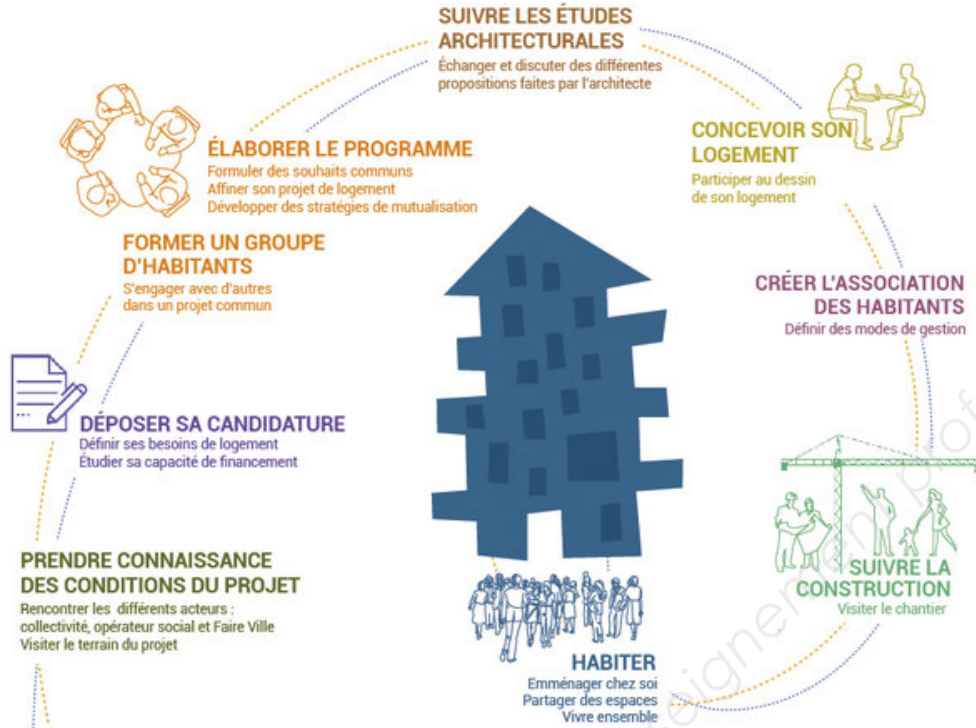 SUIVRE LES ÉTUDES
ARCHITECTURALES
Échanger et discuter des différentes
propositions faites par l'architecte
ÉLABORER LE PROGRAMME
Formuler des souhaits communs
Affiner son projet de logement
Développer des stratégies de mutualisation
CONCEVOIR SON
LOGEMENT
Participer au dessin
de son logement
FORMER UN GROUPE
D'HABITANTS
S'engager avec d'autres
dans un projet commun
CRÉER L'ASSOCIATION
DES HABITANTS
Définir des modes de gestion
DÉPOSER SA CANDIDATURE
Définir ses besoins de logement
Étudier sa capacité de financement
PRENDRE CONNAISSANCE
DES CONDITIONS DU PROJET
Rencontrer les différents acteurs :
collectivité, opérateur social et Faire Ville
Visiter le terrain du projet
SUIVRE LA
CONSTRUCTION
Visiter le chantier
HABITER
Emménager chez soi
Partager des espaces
Vivre ensemble